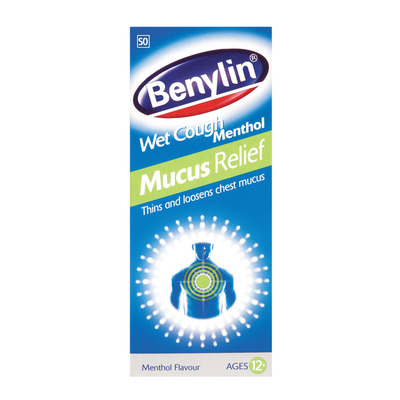 S0
Benylin®
Wet Cough
Menthol
Mucus Relief
Thins and loosens chest mucus
Menthol Flavour
AGES 12+